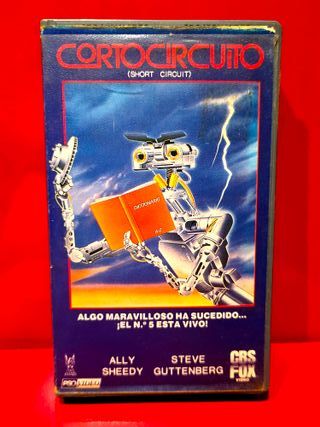 CORTOCIRCUITO
(SHORT CIRCUIT)
DICCIONARIO
A-Z
ALGO MARAVILLOSO HA SUCEDIDO...
¡EL N.º 5 ESTA VIVO!
ALLY SHEEDY
STEVE GUTTENBERG
CBS
FOX
VIDEO
VIDEO